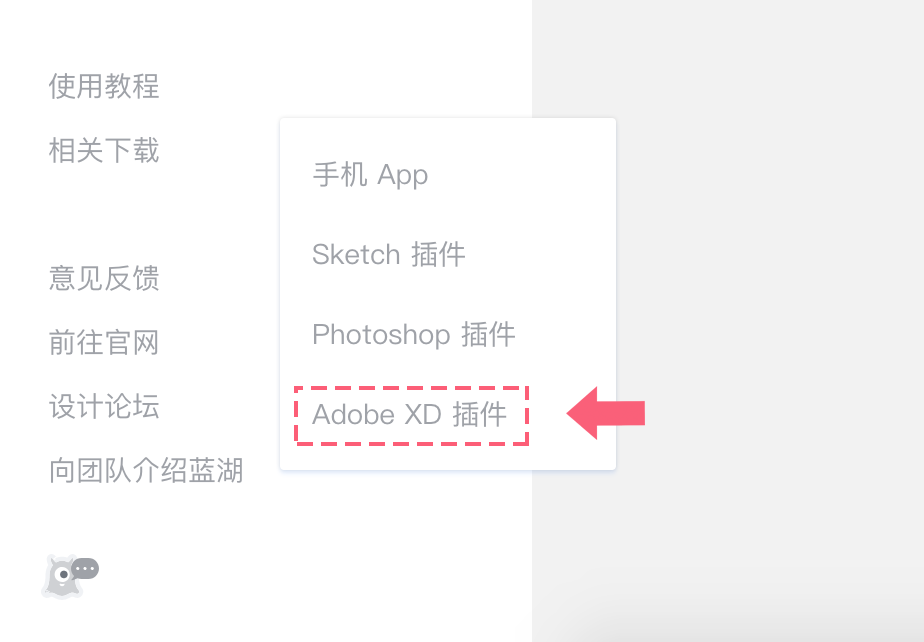 使用教程
相关下载
手机 App
Sketch 插件
Photoshop 插件
Adobe XD 插件
意见反馈
前往官网
设计论坛
向团队介绍蓝湖